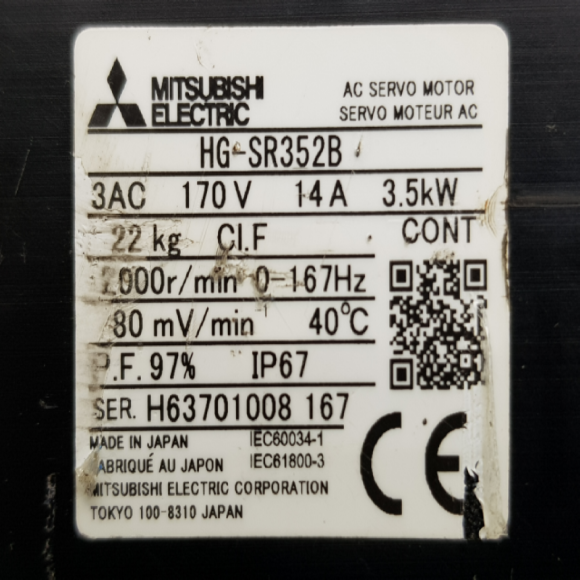 MITSUBISHI ELECTRIC
AC SERVO MOTOR
SERVO MOTEUR AC
HG-SR352B
3AC 170V 14A 3.5kW
22 kg CI.F CONT
2000r/min 0-167Hz
80 mV/min 40℃
P.F. 97% IP67
SER. H63701008 167
MADE IN JAPAN IEC60034-1
FABRIQUÉ AU JAPON IEC61800-3
MITSUBISHI ELECTRIC CORPORATION
TOKYO 100-8310 JAPAN
CE